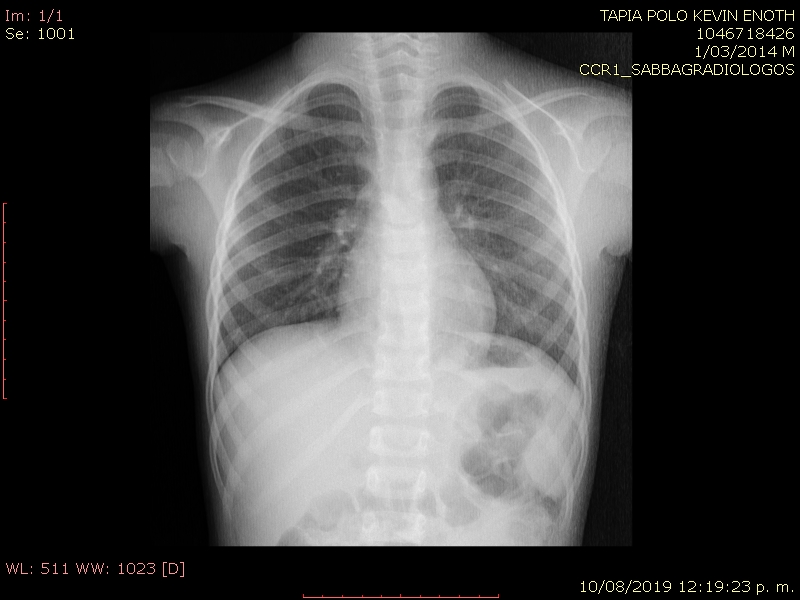 Im: 1/1
Se: 1001
TAPIA POLO KEVIN ENOTH
1046718426
1/03/2014 M
CCR1_SABBAGRADIOLOGOS
WL: 511 WW: 1023 [D]
10/08/2019 12:19:23 p. m.